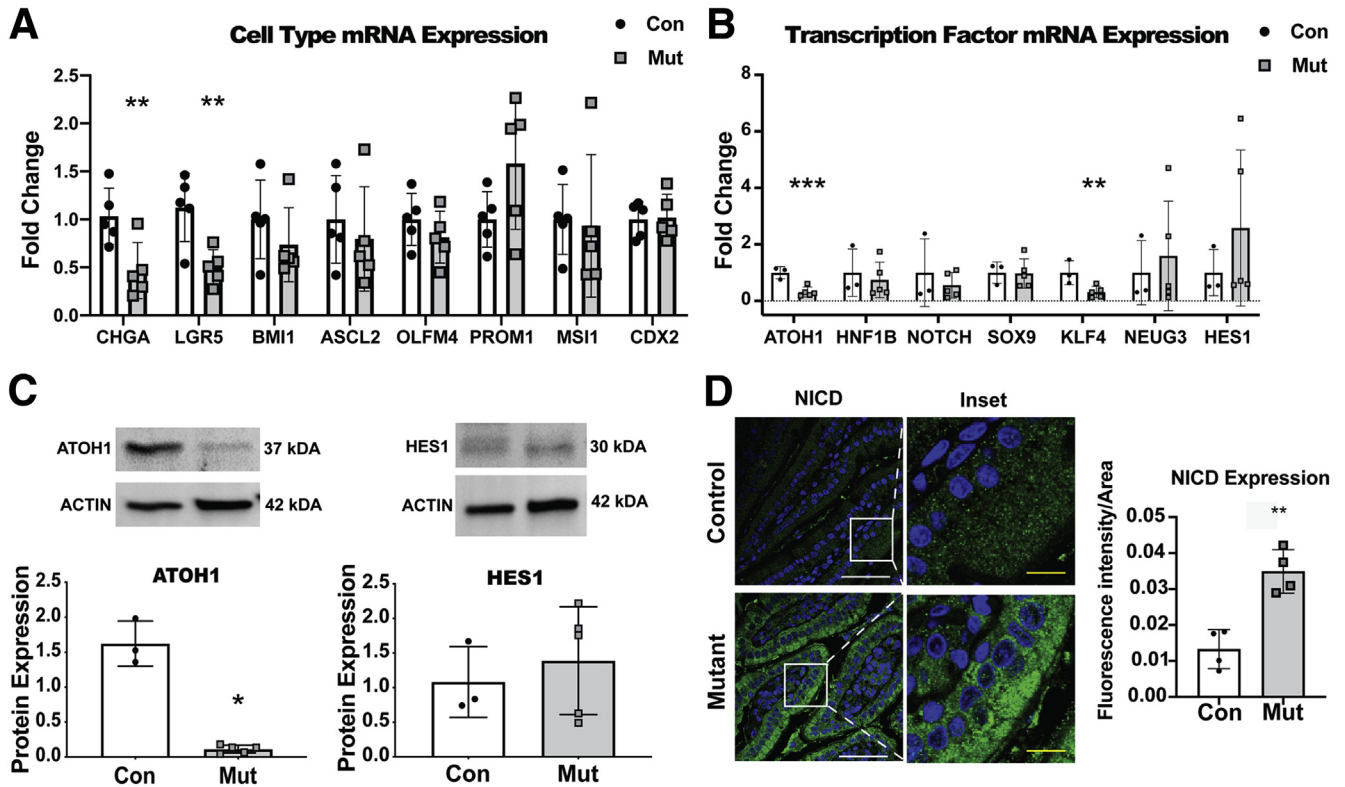 A
Cell Type mRNA Expression
Con
Mut
Fold Change
2.5
2.0
1.5
1.0
0.5
0.0
** **
CHGA LGR5 BMI1 ASCL2 OLFM4 PROM1 MSI1 CDX2
B
Transcription Factor mRNA Expression
Con
Mut
Fold Change
8
6
4
2
0
*** **
ATOH1 HNF1B NOTCH SOX9 KLF4 NEUG3 HES1
C
ATOH1 37 kDA
ACTIN 42 kDA
HES1 30 kDA
ACTIN 42 kDA
ATOH1
Protein Expression
2.5
2.0
1.5
1.0
0.5
0.0
*
Con Mut
HES1
Protein Expression
2.5
2.0
1.5
1.0
0.5
0.0
Con Mut
D
NICD Inset
Control
Mutant
NICD Expression
Fluorescence intensity/Area
0.05
0.04
0.03
0.02
0.01
0.00
**
Con Mut